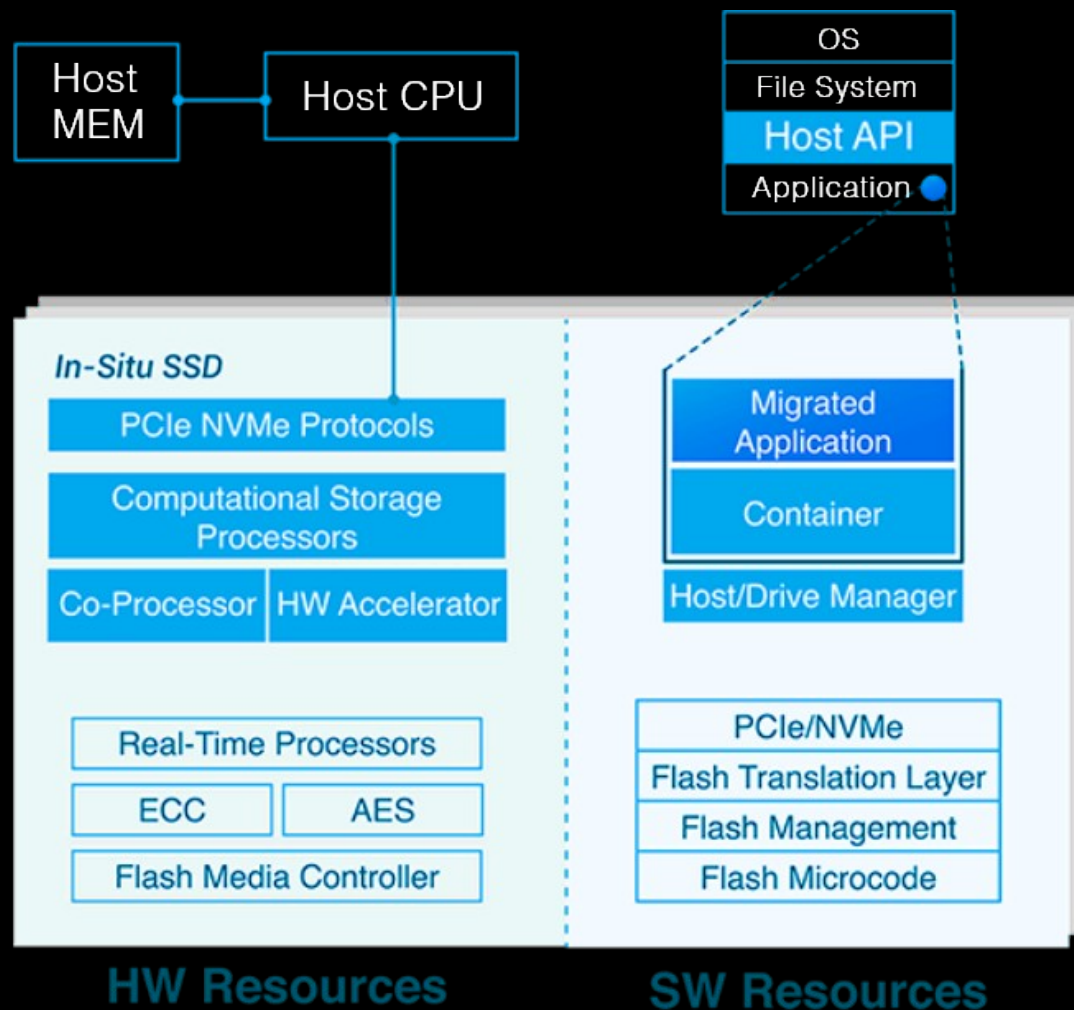 Host
MEM
Host CPU
OS
File System
Host API
Application
In-Situ SSD
PCIe NVMe Protocols
Computational Storage
Processors
Co-Processor
HW Accelerator
Real-Time Processors
ECC
AES
Flash Media Controller
HW Resources
Migrated
Application
Container
Host/Drive Manager
PCIe/NVMe
Flash Translation Layer
Flash Management
Flash Microcode
SW Resources